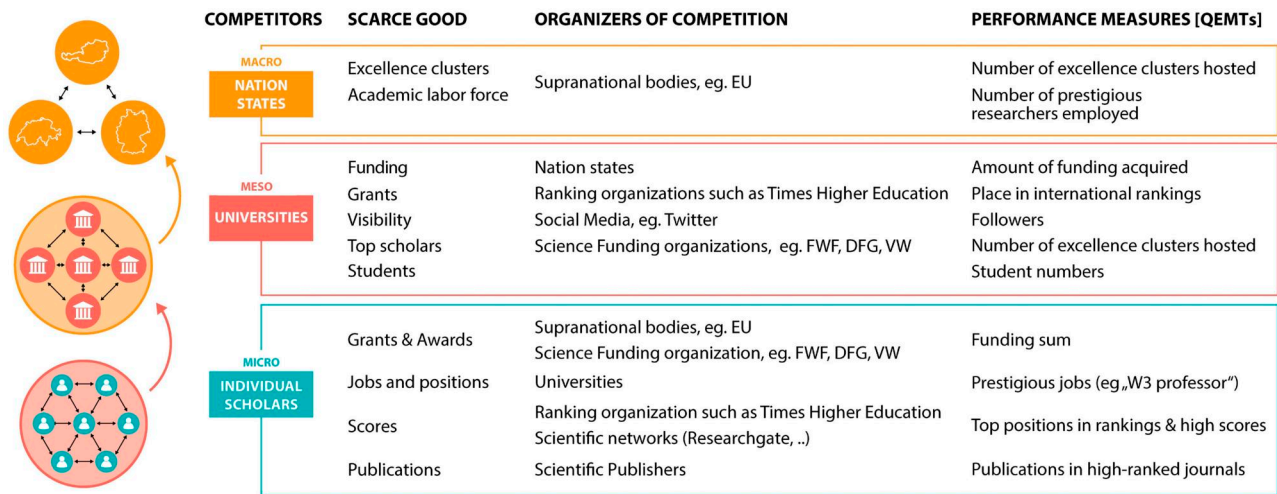 COMPETITORS SCARCE GOOD ORGANIZERS OF COMPETITION PERFORMANCE MEASURES [QEMTs]
MACRO
NATION
STATES
Excellence clusters
Academic labor force
Supranational bodies, eg. EU
Number of excellence clusters hosted
Number of prestigious
researchers employed
MESO
UNIVERSITIES
Funding Nation states Amount of funding acquired
Grants Ranking organizations such as Times Higher Education Place in international rankings
Visibility Social Media, eg. Twitter Followers
Top scholars Science Funding organizations, eg. FWF, DFG, VW Number of excellence clusters hosted
Students Student numbers
MICRO
INDIVIDUAL
SCHOLARS
Grants & Awards
Supranational bodies, eg. EU
Science Funding organization, eg. FWF, DFG, VW
Funding sum
Jobs and positions Universities Prestigious jobs (eg „W3 professor“)
Scores
Ranking organization such as Times Higher Education
Scientific networks (Researchgate, ..)
Top positions in rankings & high scores
Publications Scientific Publishers Publications in high-ranked journals